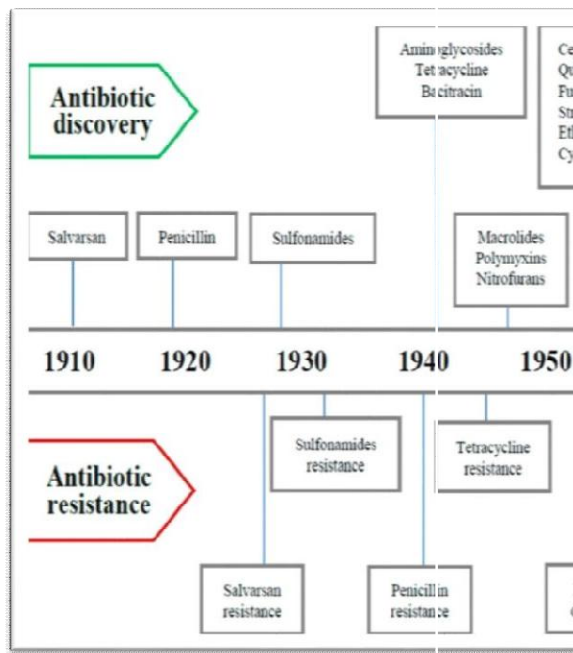 Antibiotic
discovery
Aminoglycosides
Tetracycline
Bacitracin
Salvarsan
Penicillin
Sulfonamides
Macrolides
Polymyxins
Nitrofurans
1910 1920 1930 1940 1950
Antibiotic
resistance
Sulfonamides
resistance
Tetracycline
resistance
Salvarsan
resistance
Penicillin
resistance